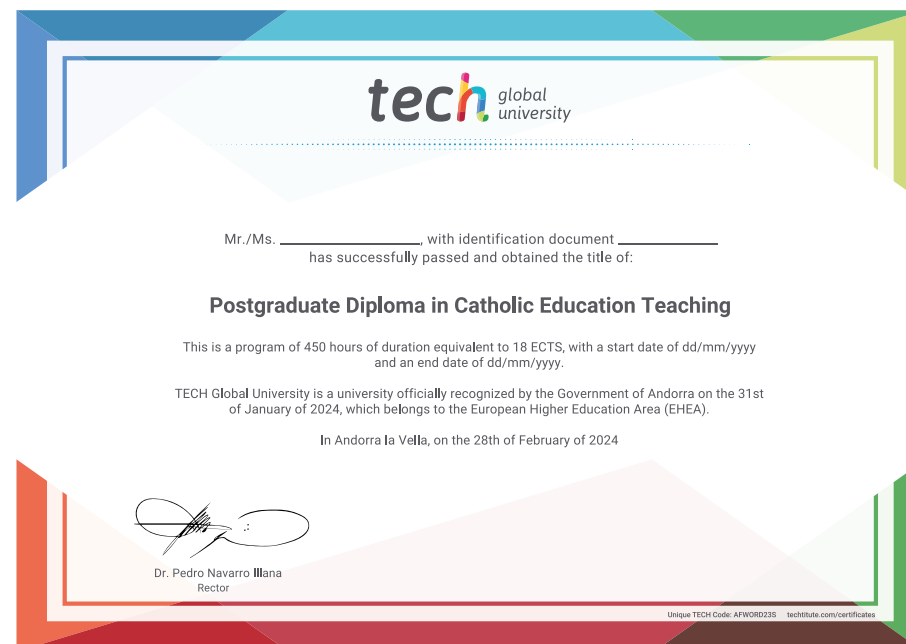 tech global university
Mr./Ms. ________________, with identification document ___________
has successfully passed and obtained the title of:
Postgraduate Diploma in Catholic Education Teaching
This is a program of 450 hours of duration equivalent to 18 ECTS, with a start date of dd/mm/yyyy
and an end date of dd/mm/yyyy.
TECH Global University is a university officially recognized by the Government of Andorra on the 31st
of January of 2024, which belongs to the European Higher Education Area (EHEA).
In Andorra la Vella, on the 28th of February of 2024
Dr. Pedro Navarro Illana
Rector
Unique TECH Code: AFWORD23S techtitute.com/certificates